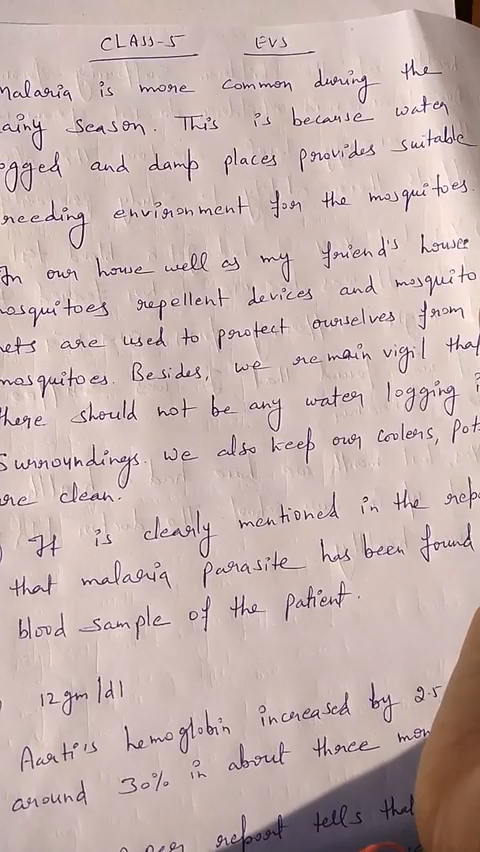 CLASS-5 EVS
malaria is more common during the
ainy season. This is because water
ogged and damp places provides suitable
reeding environment for the mosquitoes.
In our house well as my friend's house
mosquitoes repellent devices and mosquito
nets are used to protect ourselves from
mosquitoes. Besides, we remain vigil that
there should not be any water logging i
surroundings. we also keep our coolers, Pot
are clean.
) It is clearly mentioned in the repo
that malaria parasite has been found
blood sample of the patient.
) 12 gm/dl
Aarti's hemoglobin increased by 2.5
around 30% in about three mon
report tells that